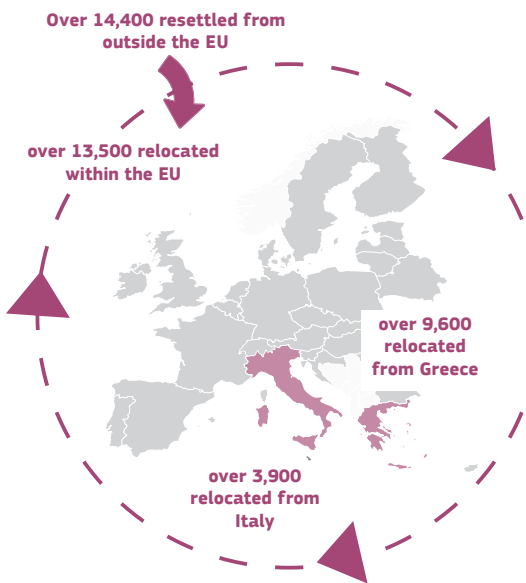 Over 14,400 resettled from
outside the EU
over 13,500 relocated
within the EU
over 9,600
relocated
from Greece
over 3,900
relocated from
Italy